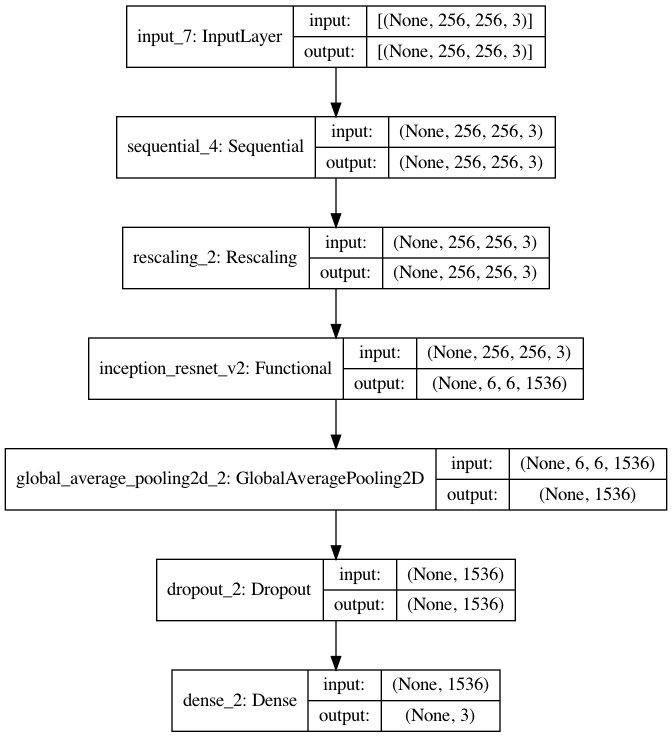 input_7: InputLayer
input: [(None, 256, 256, 3)]
output: [(None, 256, 256, 3)]
sequential_4: Sequential
input: (None, 256, 256, 3)
output: (None, 256, 256, 3)
rescaling_2: Rescaling
input: (None, 256, 256, 3)
output: (None, 256, 256, 3)
inception_resnet_v2: Functional
input: (None, 256, 256, 3)
output: (None, 6, 6, 1536)
global_average_pooling2d_2: GlobalAveragePooling2D
input: (None, 6, 6, 1536)
output: (None, 1536)
dropout_2: Dropout
input: (None, 1536)
output: (None, 1536)
dense_2: Dense
input: (None, 1536)
output: (None, 3)